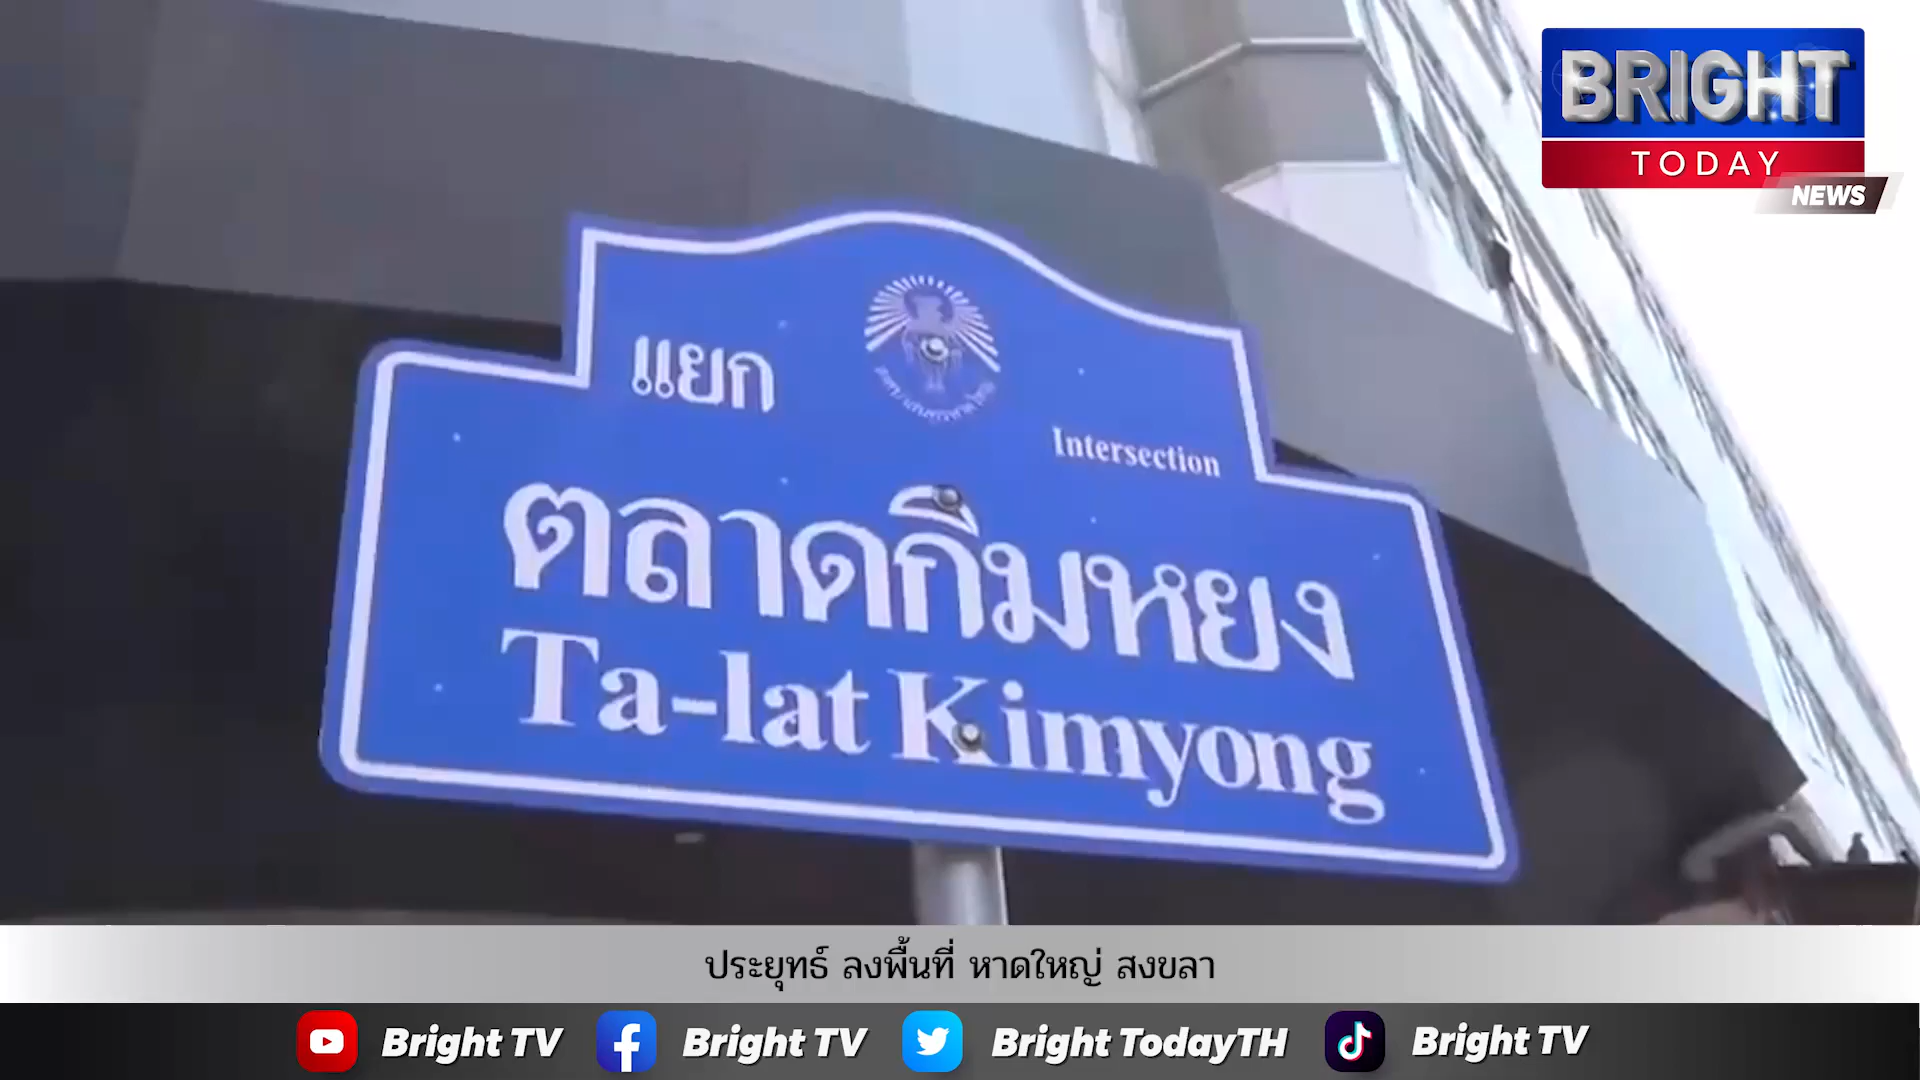 BRIGHT
TODAY
NEWS
แยก
Intersection
ตลาดกิมหยง
Ta-lat Kimyong
ประยุทธ์ ลงพื้นที่ หาดใหญ่ สงขลา
Bright TV Bright TV Bright TodayTH Bright TV